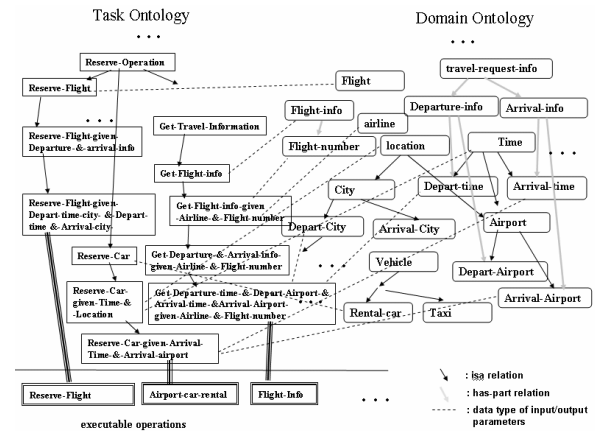 Task Ontology
Domain Ontology
Reserve-Operation
travel-request-info
Reserve-Flight
Flight
Departure-info
Arrival-info
Flight-info
airline
Get-Travel-Information
Reserve-Flight-given-
Departure-&-arrival-info
Flight-number
location
Time
Get-Flight-info
City
Depart-time
Arrival-time
Reserve-Flight-given-
Depart-time-city- & -Depart-
time & Arrival-city-
Get-Flight-info-given
-Airline -&-Flight-number
Depart-City
Arrival-City
Airport
Reserve-Car
Get-Departure-&-Arrival-info-
given-Airline-&-Flight-number
Vehicle
Depart-Airport
Reserve-Car-
given-Time-&
-Location
Get-Departure-time-&-Depart-Airport-&
Arrival-time-&-Arrival-Airport-
given-Airline-&-Flight-number
Rental-car
Taxi
Arrival-Airport
Reserve-Car-given-Arrival-
Time-&-Arrival-airport
: isa relation
: has-part relation
Reserve-Flight
Airport-car-rental
Flight-Info
: data type of input/output
parameters
executable operations